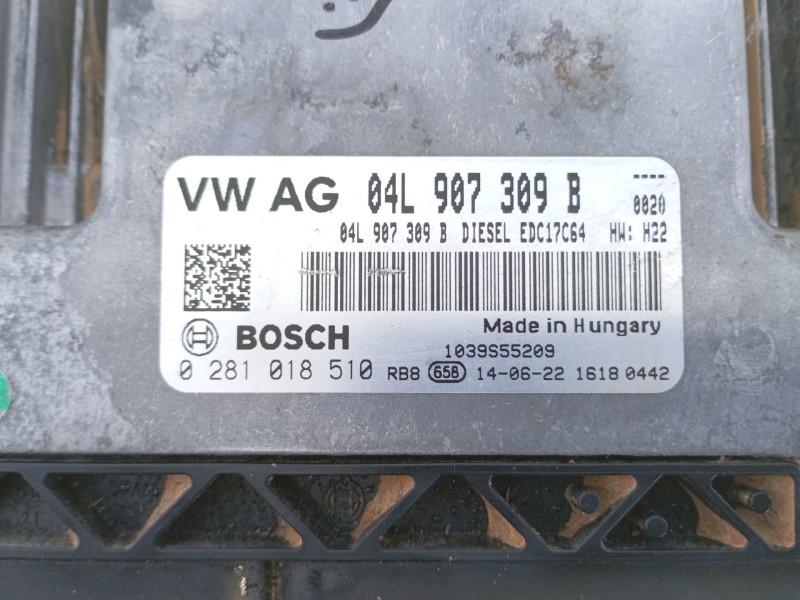 VW AG 04L 907 309 B ----
0020
04L 907 309 B DIESEL EDC17C64 HW: H22
Made in Hungary
BOSCH
1039S55209
0 281 018 510 RB8 658 14-06-22 1618 0442